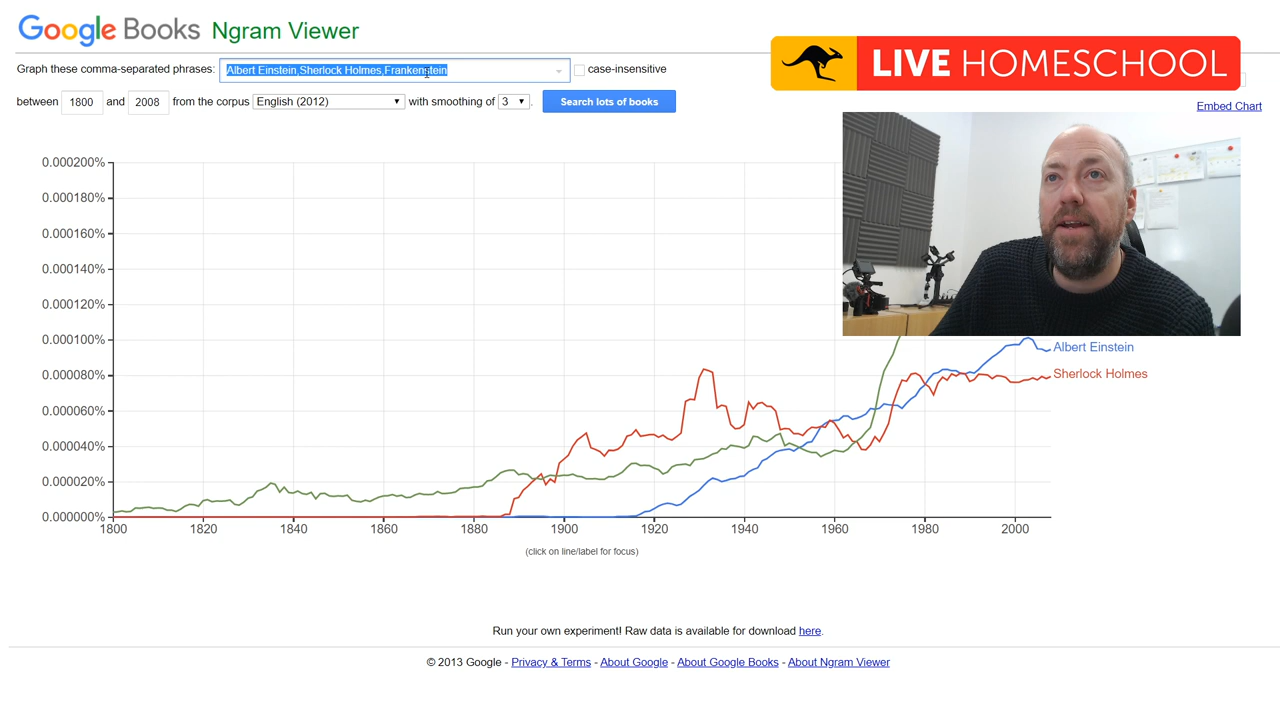 Google Books Ngram Viewer
LIVE HOMESCHOOL
Graph these comma-separated phrases: Albert Einstein,Sherlock Holmes,Frankenstein case-insensitive
between 1800 and 2008 from the corpus English (2012) with smoothing of 3 . Search lots of books
Embed Chart
0.000200%
0.000180%
0.000160%
0.000140%
0.000120%
0.000100%
0.000080%
0.000060%
0.000040%
0.000020%
0.000000%
Albert Einstein
Sherlock Holmes
1800 1820 1840 1860 1880 1900 1920 1940 1960 1980 2000
(click on line/label for focus)
Run your own experiment! Raw data is available for download here.
© 2013 Google - Privacy & Terms - About Google - About Google Books - About Ngram Viewer